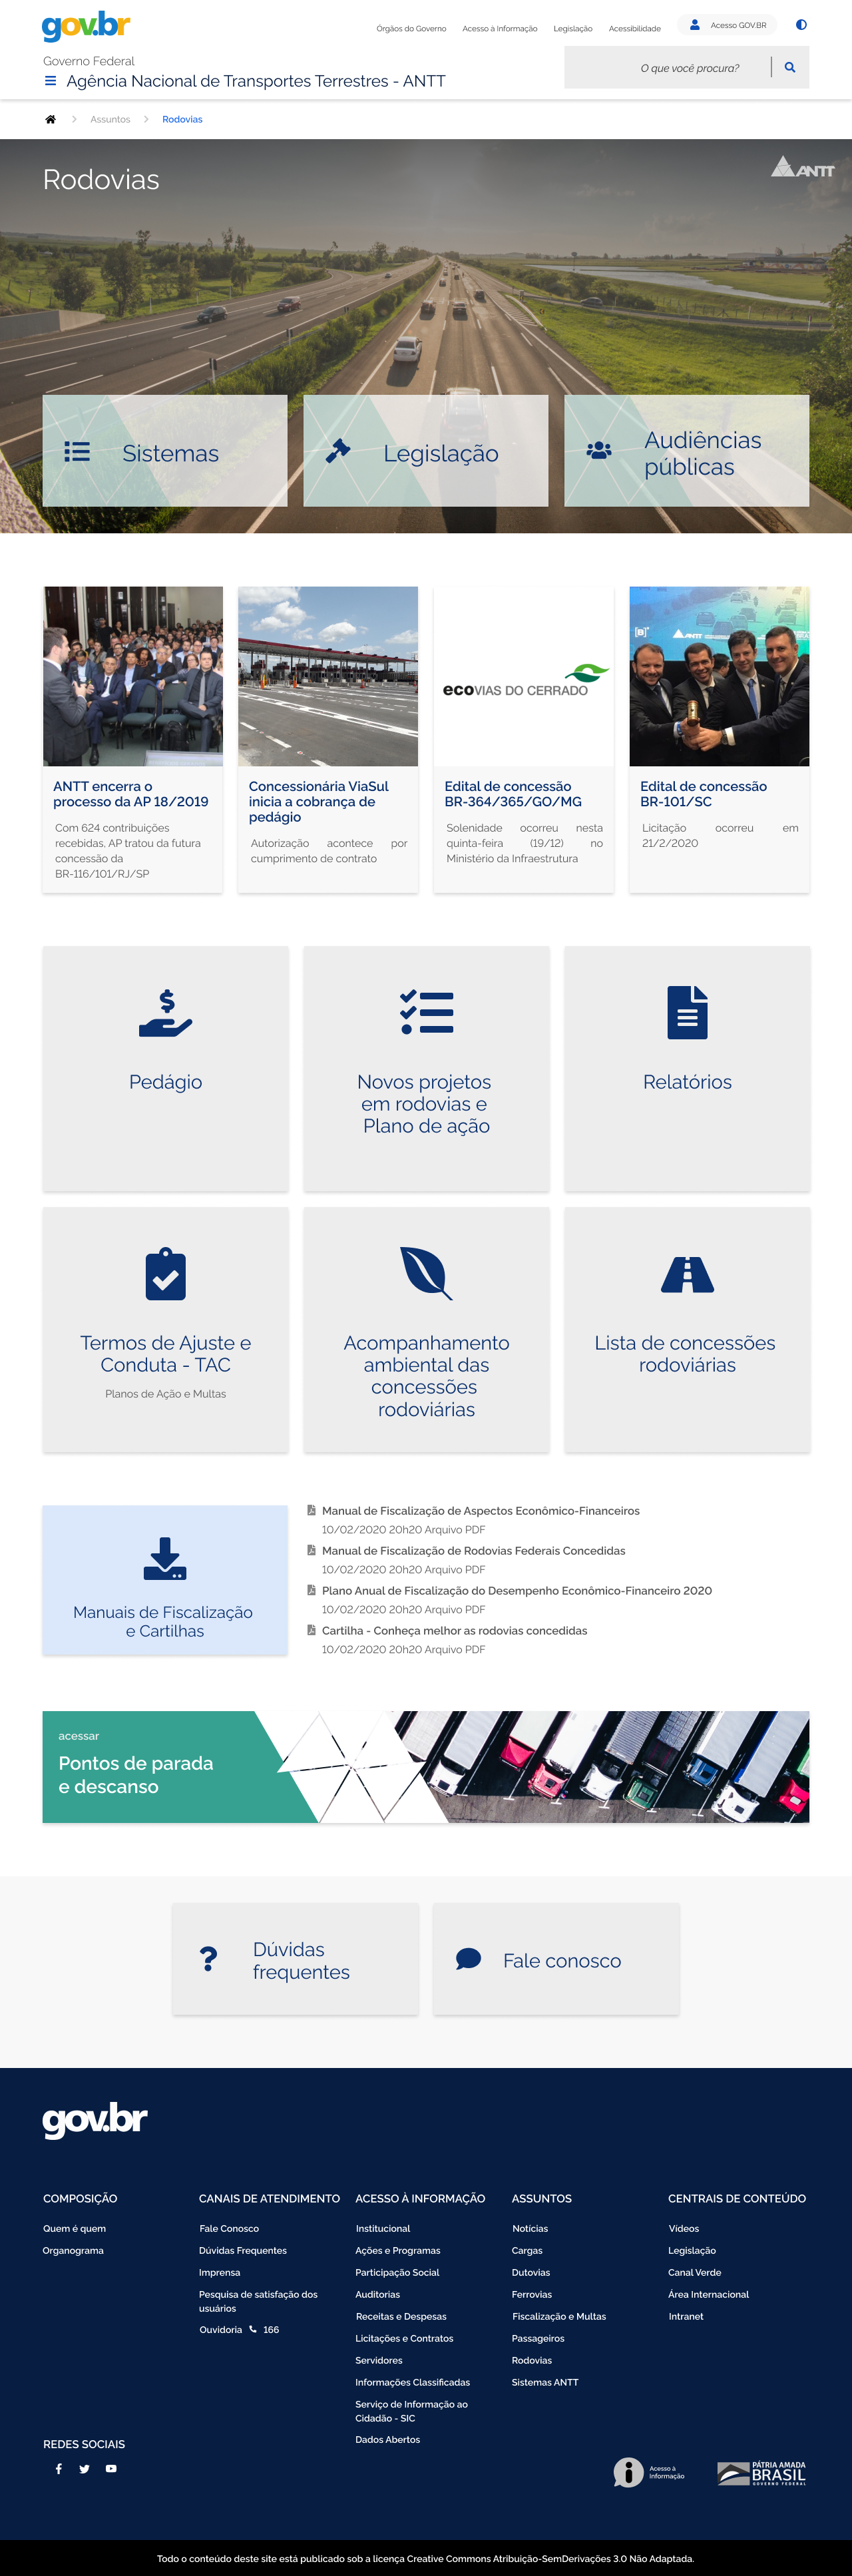 gov.br
Órgãos do Governo
Acesso à Informação
Legislação
Acessibilidade
Acesso GOV.BR
Governo Federal
Agência Nacional de Transportes Terrestres - ANTT
O que você procura?
Assuntos
Rodovias
Rodovias
ANTT
Sistemas
Legislação
Audiências
públicas
ANTT
ecovias do cerrado
ANTT encerra o
processo da AP 18/2019
Com 624 contribuições
recebidas, AP tratou da futura
concessão da
BR-116/101/RJ/SP
Concessionária ViaSul
inicia a cobrança de
pedágio
Autorização acontece por
cumprimento de contrato
Edital de concessão
BR-364/365/GO/MG
Solenidade ocorreu nesta
quinta-feira (19/12) no
Ministério da Infraestrutura
Edital de concessão
BR-101/SC
Licitação ocorreu em
21/2/2020
Pedágio
Novos projetos
em rodovias e
Plano de ação
Relatórios
Termos de Ajuste e
Conduta - TAC
Planos de Ação e Multas
Acompanhamento
ambiental das
concessões
rodoviárias
Lista de concessões
rodoviárias
Manuais de Fiscalização
e Cartilhas
Manual de Fiscalização de Aspectos Econômico-Financeiros
10/02/2020 20h20 Arquivo PDF
Manual de Fiscalização de Rodovias Federais Concedidas
10/02/2020 20h20 Arquivo PDF
Plano Anual de Fiscalização do Desempenho Econômico-Financeiro 2020
10/02/2020 20h20 Arquivo PDF
Cartilha - Conheça melhor as rodovias concedidas
10/02/2020 20h20 Arquivo PDF
acessar
Pontos de parada
e descanso
Dúvidas
frequentes
Fale conosco
gov.br
COMPOSIÇÃO
Quem é quem
Organograma
CANAIS DE ATENDIMENTO
Fale Conosco
Dúvidas Frequentes
Imprensa
Pesquisa de satisfação dos
usuários
Ouvidoria 166
ACESSO À INFORMAÇÃO
Institucional
Ações e Programas
Participação Social
Auditorias
Receitas e Despesas
Licitações e Contratos
Servidores
Informações Classificadas
Serviço de Informação ao
Cidadão - SIC
Dados Abertos
ASSUNTOS
Notícias
Cargas
Dutovias
Ferrovias
Fiscalização e Multas
Passageiros
Rodovias
Sistemas ANTT
CENTRAIS DE CONTEÚDO
Vídeos
Legislação
Canal Verde
Área Internacional
Intranet
REDES SOCIAIS
Acesso à
Informação
PÁTRIA AMADA
BRASIL
GOVERNO FEDERAL
Todo o conteúdo deste site está publicado sob a licença Creative Commons Atribuição-SemDerivações 3.0 Não Adaptada.